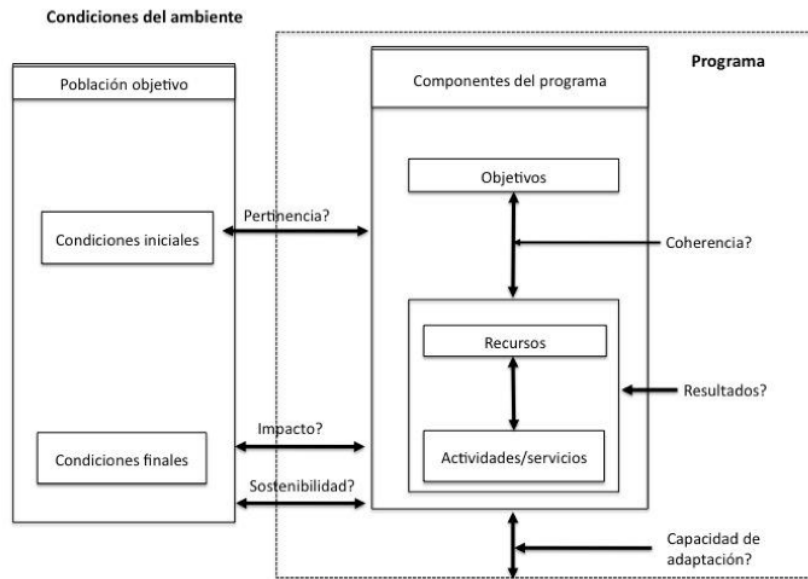 Condiciones del ambiente
Programa
Población objetivo
Componentes del programa
Objetivos
Pertinencia?
Condiciones iniciales
Coherencia?
Recursos
Resultados?
Impacto?
Condiciones finales
Actividades/servicios
Sostenibilidad?
Capacidad de
adaptación?